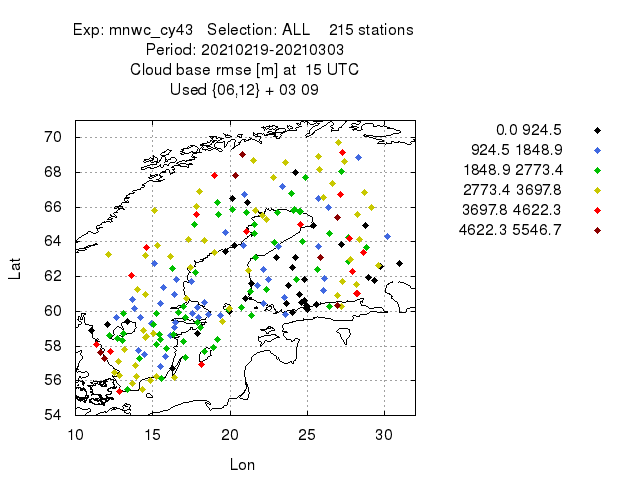 Exp: mnwc_cy43   Selection: ALL    215 stations
Period: 20210219-20210303
Cloud base rmse [m] at  15 UTC
Used {06,12} + 03 09
0.0 924.5
924.5 1848.9
1848.9 2773.4
2773.4 3697.8
3697.8 4622.3
4622.3 5546.7
70
68
66
64
62
60
58
56
54
Lat
10 15 20 25 30
Lon